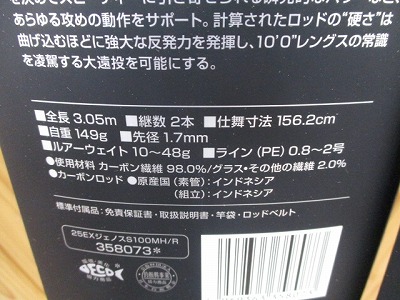 あらゆる攻めの動作をサポート。計算されたロッドの“硬さ”は
曲げ込むほどに強大な反発力を発揮し、10'0"レングスの常識
を凌駕する大遠投を可能にする。
■全長 3.05m ■継数 2本 ■仕舞寸法 156.2cm
■自重 149g ■先径 1.7mm
■ルアーウェイト 10〜48g ■ライン (PE) 0.8−2号
●使用材料 カーボン繊維 98.0%/グラス・その他の繊維 2.0%
●カーボンロッド ●原産国 (素管): インドネシア
(組立): インドネシア
標準付属品: 免責保証書・取扱説明書・竿袋・ロッドベルト
25EXジェノスS100MH/R
358073*
ECO